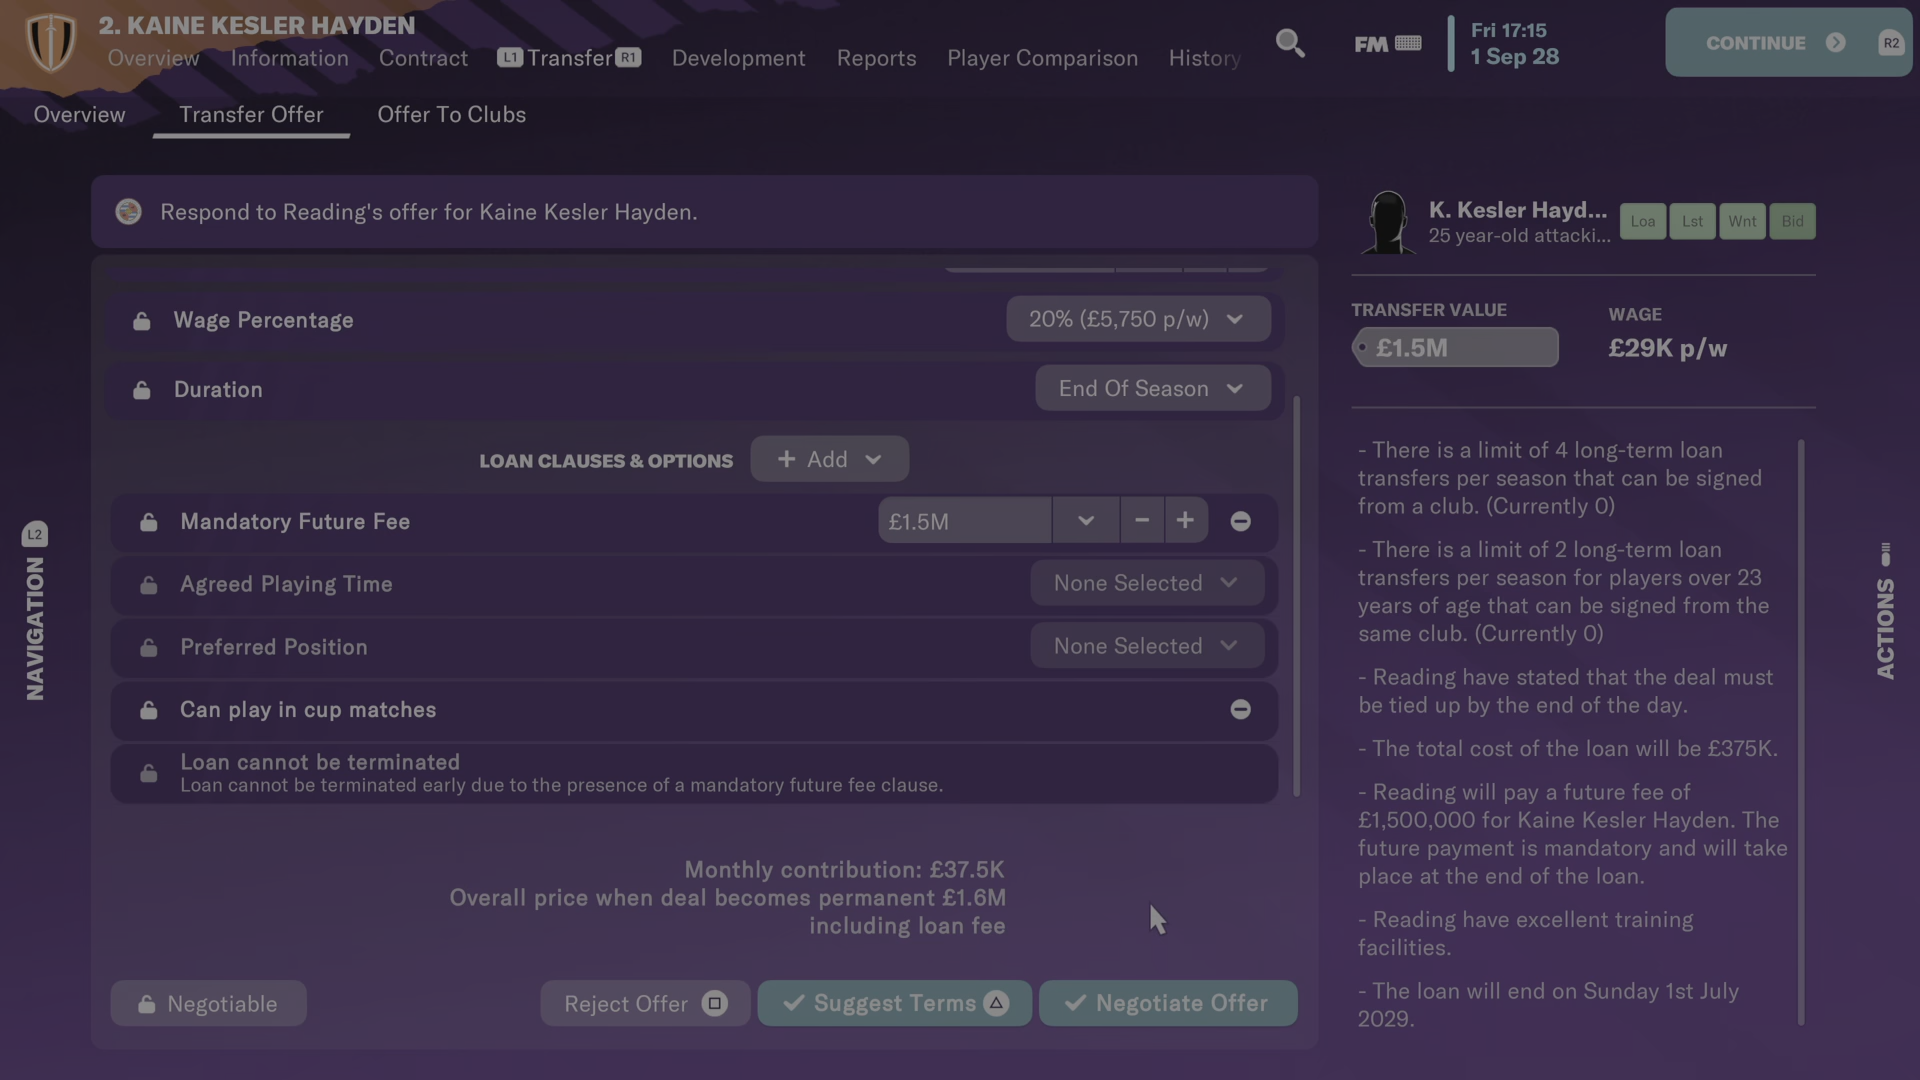 2. KAINE KESLER HAYDEN
Overview
Information
Contract
L1 Transfer R1
Development
Reports
Player Comparison
History
FM
Fri 17:15
1 Sep 28
CONTINUE
R2
Overview
Transfer Offer
Offer To Clubs
Respond to Reading's offer for Kaine Kesler Hayden.
Wage Percentage
20% (£5,750 p/w)
Duration
End Of Season
LOAN CLAUSES & OPTIONS
+ Add
Mandatory Future Fee
£1.5M
Agreed Playing Time
None Selected
Preferred Position
None Selected
Can play in cup matches
Loan cannot be terminated
Loan cannot be terminated early due to the presence of a mandatory future fee clause.
Monthly contribution: £37.5K
Overall price when deal becomes permanent £1.6M
including loan fee
Negotiable
Reject Offer
Suggest Terms
Negotiate Offer
L2
NAVIGATION
K. Kesler Hayd...
25 year-old attacki...
Loa
Lst
Wnt
Bid
TRANSFER VALUE
£1.5M
WAGE
£29K p/w
- There is a limit of 4 long-term loan
transfers per season that can be signed
from a club. (Currently 0)
- There is a limit of 2 long-term loan
transfers per season for players over 23
years of age that can be signed from the
same club. (Currently 0)
- Reading have stated that the deal must
be tied up by the end of the day.
- The total cost of the loan will be £375K.
- Reading will pay a future fee of
£1,500,000 for Kaine Kesler Hayden. The
future payment is mandatory and will take
place at the end of the loan.
- Reading have excellent training
facilities.
- The loan will end on Sunday 1st July
2029.
ACTIONS